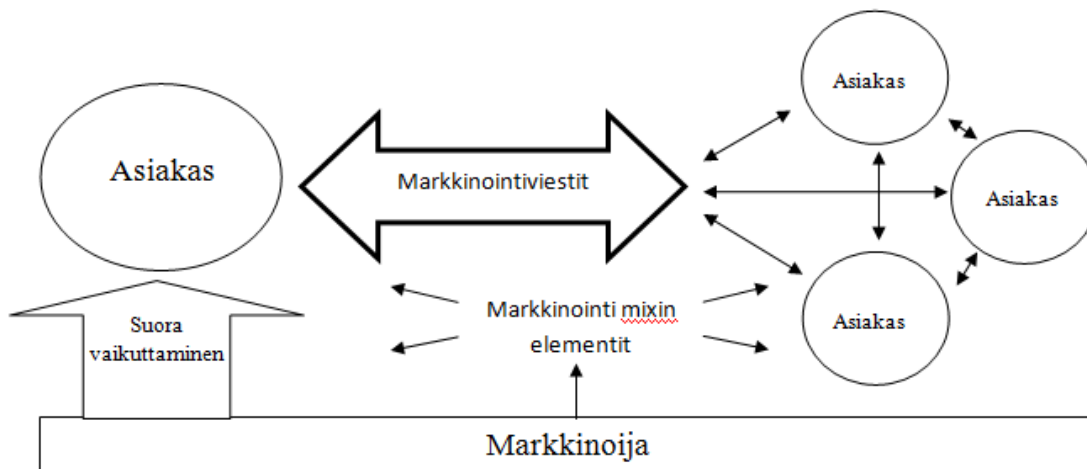 Asiakas
Asiakas
Markkinointiviestit
Asiakas
Markkinointi mixin
elementit
Asiakas
Suora
vaikuttaminen
Markkinoija